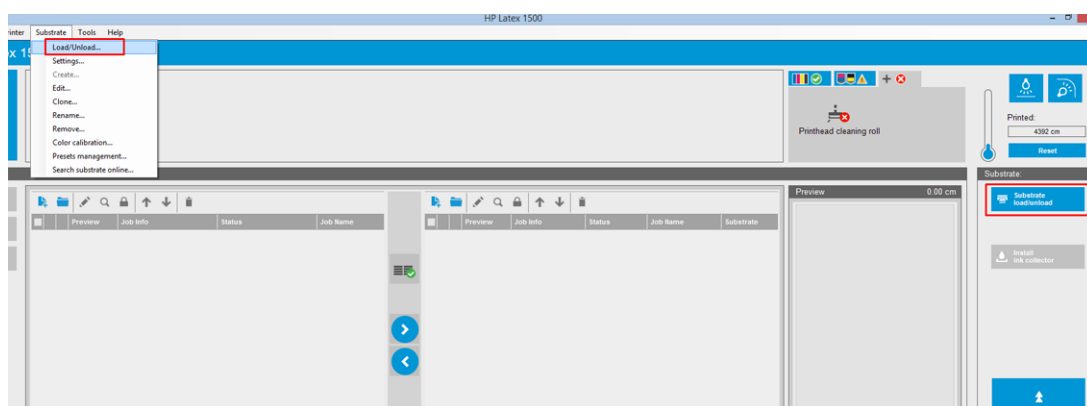 HP Latex 1500
inter Substrate Tools Help
x 1
Load/Unload...
Settings...
Create...
Edit...
Clone...
Rename...
Remove...
Color calibration...
Presets management...
Search substrate online...
Printhead cleaning roll
Printed:
4392 cm
Reset
Substrate:
Substrate
load/unload
Install
ink collector
Preview Job Info Status Job Name
Preview Job Info Status Job Name Substrate
Preview 0.00 cm